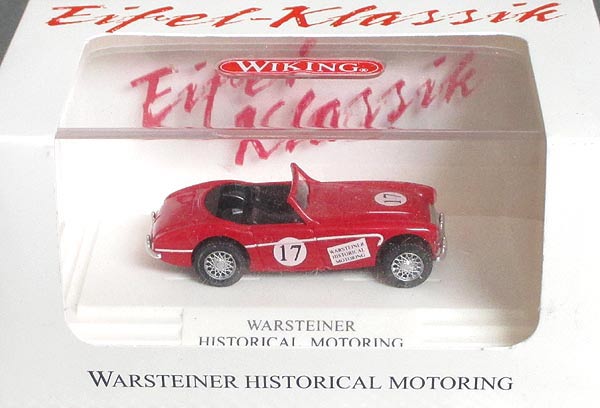 Eifel-Klassik
WIKING®
Eifel
Klassik
17
17
WARSTEINER
HISTORICAL
MOTORING
WARSTEINER
HISTORICAL MOTORING
WARSTEINER HISTORICAL MOTORING